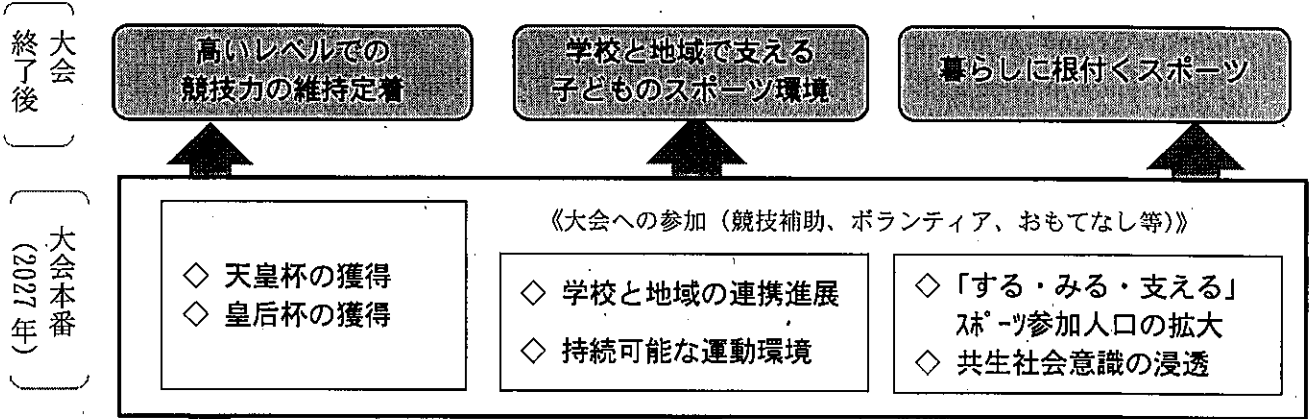 大会
終了後
高いレベルでの
競技力の維持定着
学校と地域で支える
子どものスポーツ環境
暮らしに根付くスポーツ
大会本番
(2027年)
《大会への参加（競技補助、ボランティア、おもてなし等）》
◇ 天皇杯の獲得
◇ 皇后杯の獲得
◇ 学校と地域の連携進展
◇ 持続可能な運動環境
◇ 「する・みる・支える」
ｽﾎﾟｰﾂ参加人口の拡大
◇ 共生社会意識の浸透